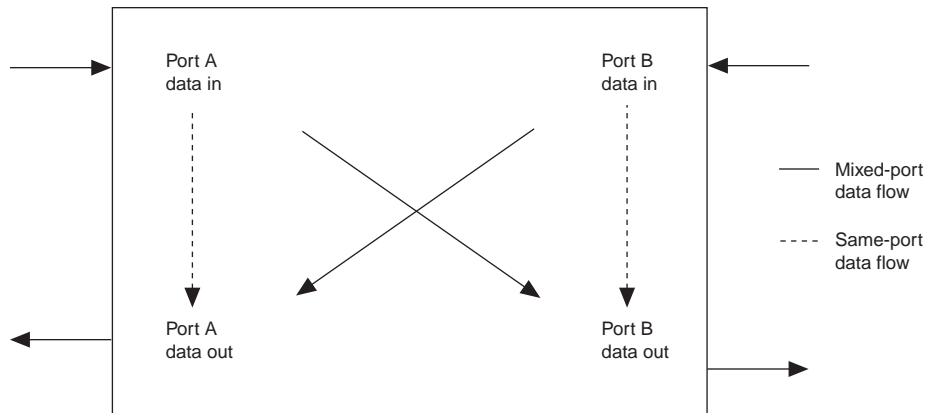 Port A
data in
Port B
data in
Mixed-port
data flow
Same-port
data flow
Port A
data out
Port B
data out